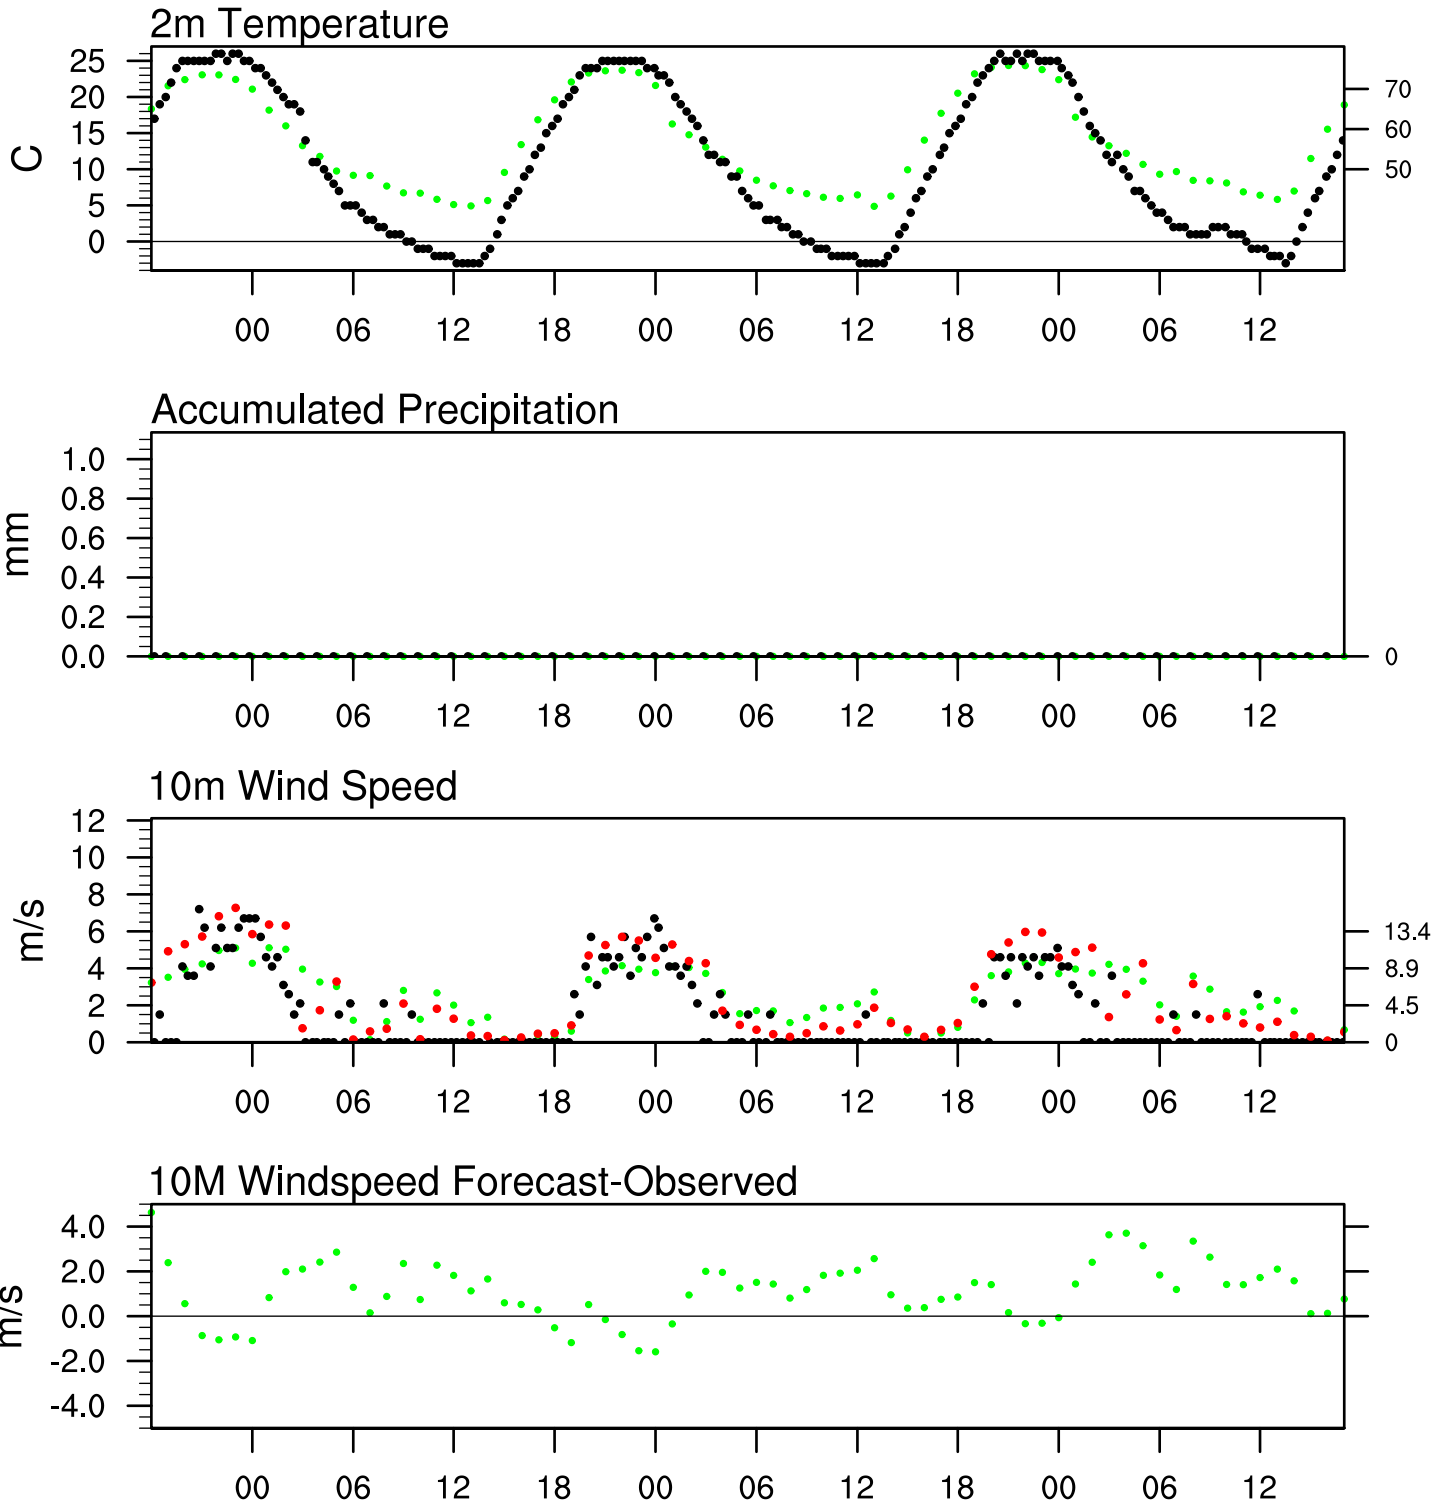 2m Temperature
25
20
15
10
5
0
C
70
60
50
00 06 12 18 00 06 12 18 00 06 12
Accumulated Precipitation
1.0
0.8
0.6
0.4
0.2
0.0
mm
0
00 06 12 18 00 06 12 18 00 06 12
10m Wind Speed
12
10
8
6
4
2
0
m/s
13.4
8.9
4.5
0
00 06 12 18 00 06 12 18 00 06 12
10M Windspeed Forecast-Observed
4.0
2.0
0.0
-2.0
-4.0
m/s
00 06 12 18 00 06 12 18 00 06 12